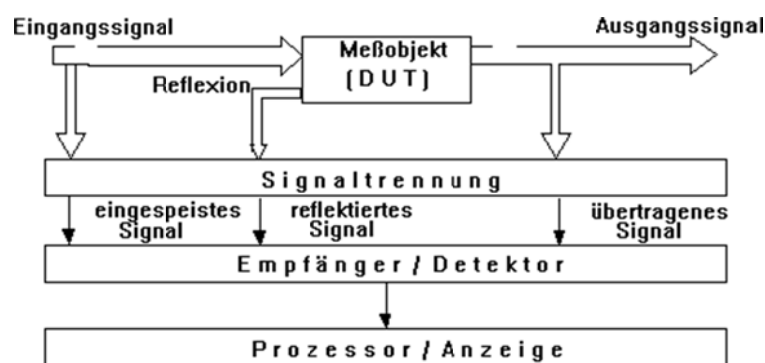 Eingangssignal
Ausgangssignal
Meßobjekt
(DUT)
Reflexion
Signaltrennung
eingespeistes
Signal
reflektiertes
Signal
übertragenes
Signal
Empfänger/Detektor
Prozessor/Anzeige